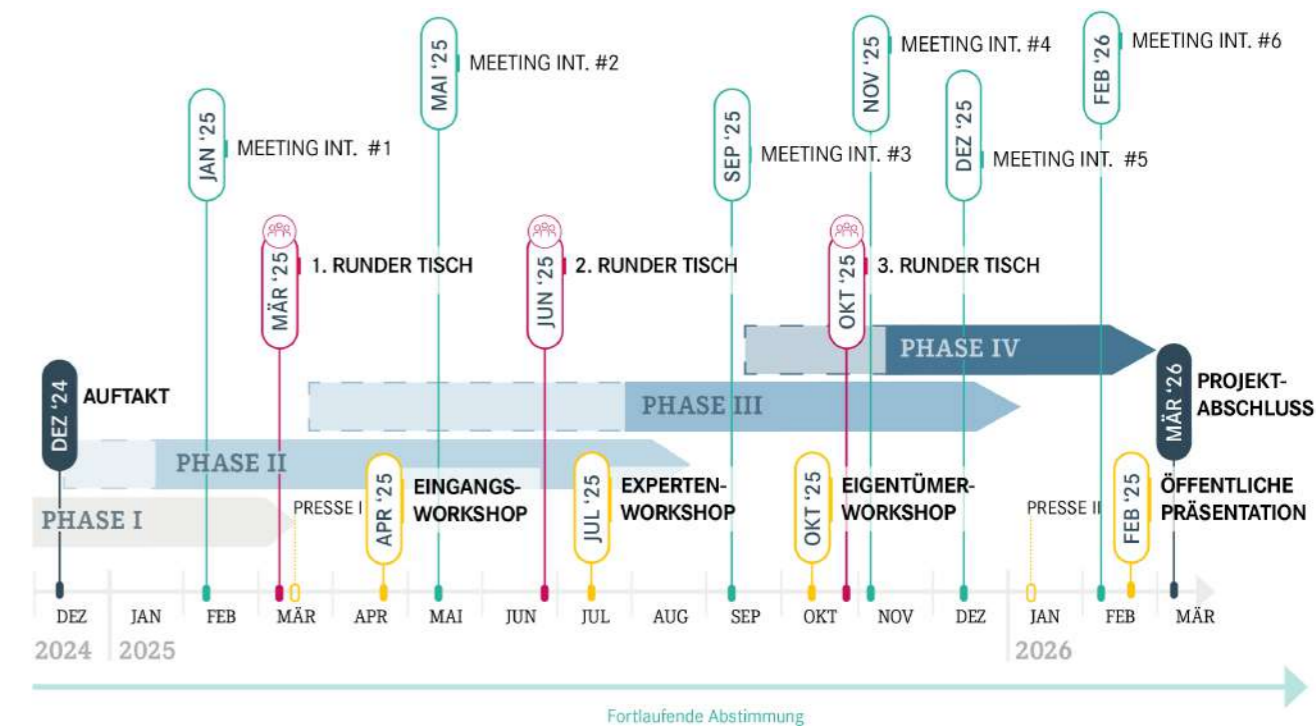 MAI '25
MEETING INT. #2
NOV '25
MEETING INT. #4
FEB '26
MEETING INT. #6
JAN '25
MEETING INT. #1
SEP '25
MEETING INT. #3
DEZ '25
MEETING INT. #5
MÄR '25
1. RUNDER TISCH
JUN '25
2. RUNDER TISCH
OKT '25
3. RUNDER TISCH
PHASE IV
DEZ '24
AUFTAKT
PHASE III
MÄR '26
PROJEKT-
ABSCHLUSS
PHASE II
PHASE I
PRESSE I
APR '25
EINGANGS-
WORKSHOP
JUL '25
EXPERTEN-
WORKSHOP
OKT '25
EIGENTÜMER-
WORKSHOP
PRESSE II
FEB '25
ÖFFENTLICHE
PRÄSENTATION
DEZ JAN FEB MÄR APR MAI JUN JUL AUG SEP OKT NOV DEZ JAN FEB MÄR
2024 2025 2026
Fortlaufende Abstimmung